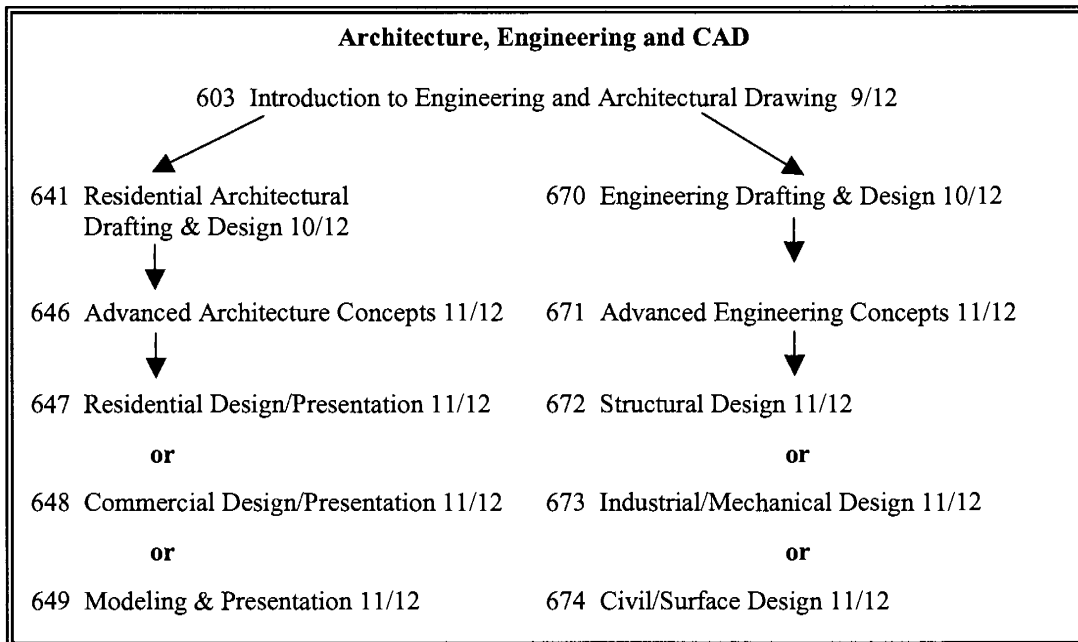 Architecture, Engineering and CAD
603 Introduction to Engineering and Architectural Drawing 9/12
641 Residential Architectural
Drafting & Design 10/12
670 Engineering Drafting & Design 10/12
646 Advanced Architecture Concepts 11/12
671 Advanced Engineering Concepts 11/12
647 Residential Design/Presentation 11/12
672 Structural Design 11/12
or
or
648 Commercial Design/Presentation 11/12
673 Industrial/Mechanical Design 11/12
or
or
649 Modeling & Presentation 11/12
674 Civil/Surface Design 11/12